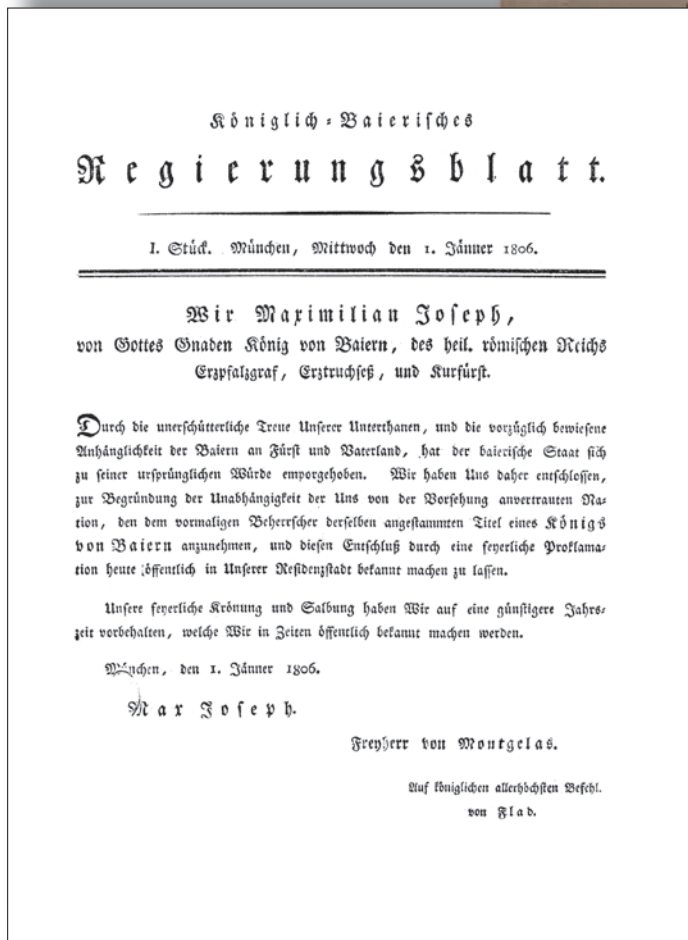 Königlich-Baierisches
Regierungsblatt.
I. Stück. München, Mittwoch den 1. Jänner 1806.
Wir Maximilian Joseph,
von Gottes Gnaden König von Baiern, des heil. römischen Reichs
Erzpfalzgraf, Erztruchseß, und Kurfürst.
Durch die unerschütterliche Treue Unserer Unterthanen, und die vorzüglich bewiesene
Anhänglichkeit der Baiern an Fürst und Vaterland, hat der baierische Staat sich
zu seiner ursprünglichen Würde emporgehoben. Wir haben Uns daher entschlossen,
zur Begründung der Unabhängigkeit der Uns von der Vorsehung anvertrauten Na-
tion, den dem vormaligen Beherrscher derselben angestammten Titel eines Königs
von Baiern anzunehmen, und diesen Entschluß durch eine feyerliche Proklama-
tion heute öffentlich in Unserer Residenzstadt bekannt machen zu lassen.
Unsere feyerliche Krönung und Salbung haben Wir auf eine günstigere Jahrs-
zeit vorbehalten, welche Wir in Zeiten öffentlich bekannt machen werden.
München, den 1. Jänner 1806.
Max Joseph.
Freyherr von Montgelas.
Auf königlichen allerhöchsten Befehl.
von Flad.